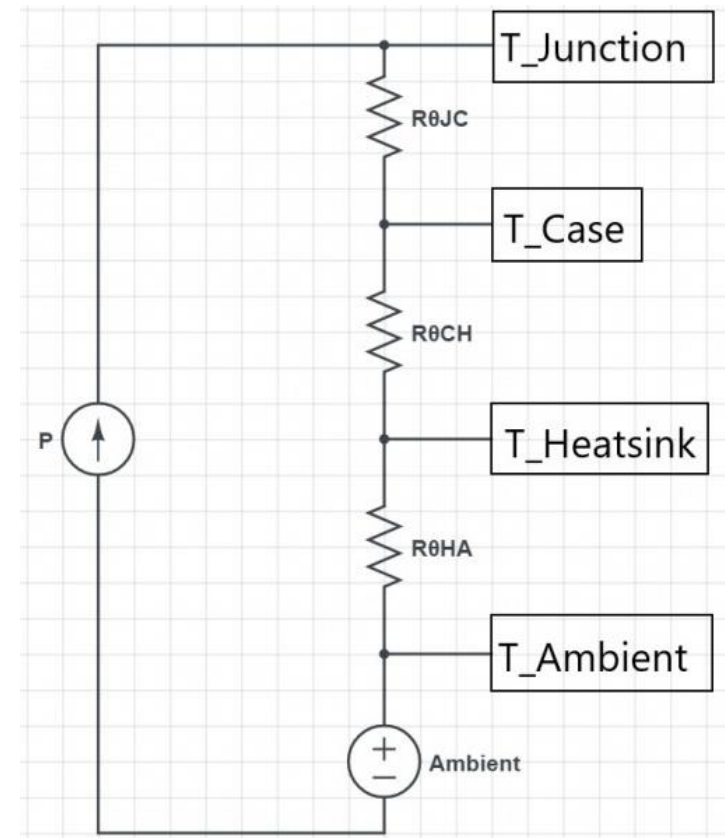 T_Junction
RθJC
T_Case
RθCH
P
T_Heatsink
RθHA
T_Ambient
+
−
Ambient